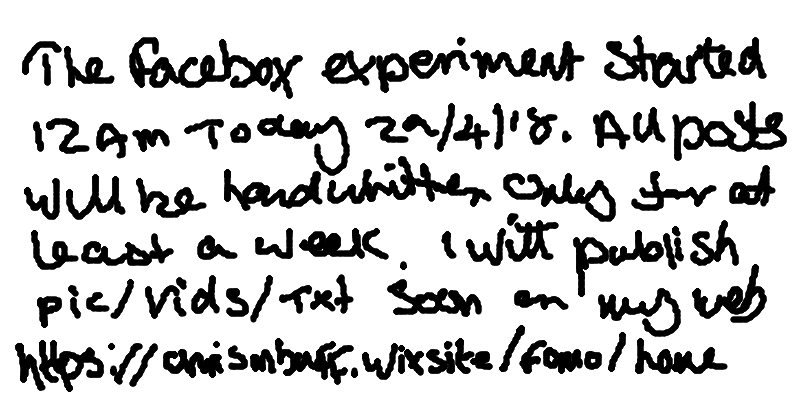 The facebox experiment started
12Am Today 29/4/18. All posts
will be handwritten only for at
least a week. I will publish
pic/vids/txt soon on my web
https://.wixsite/fomo/home